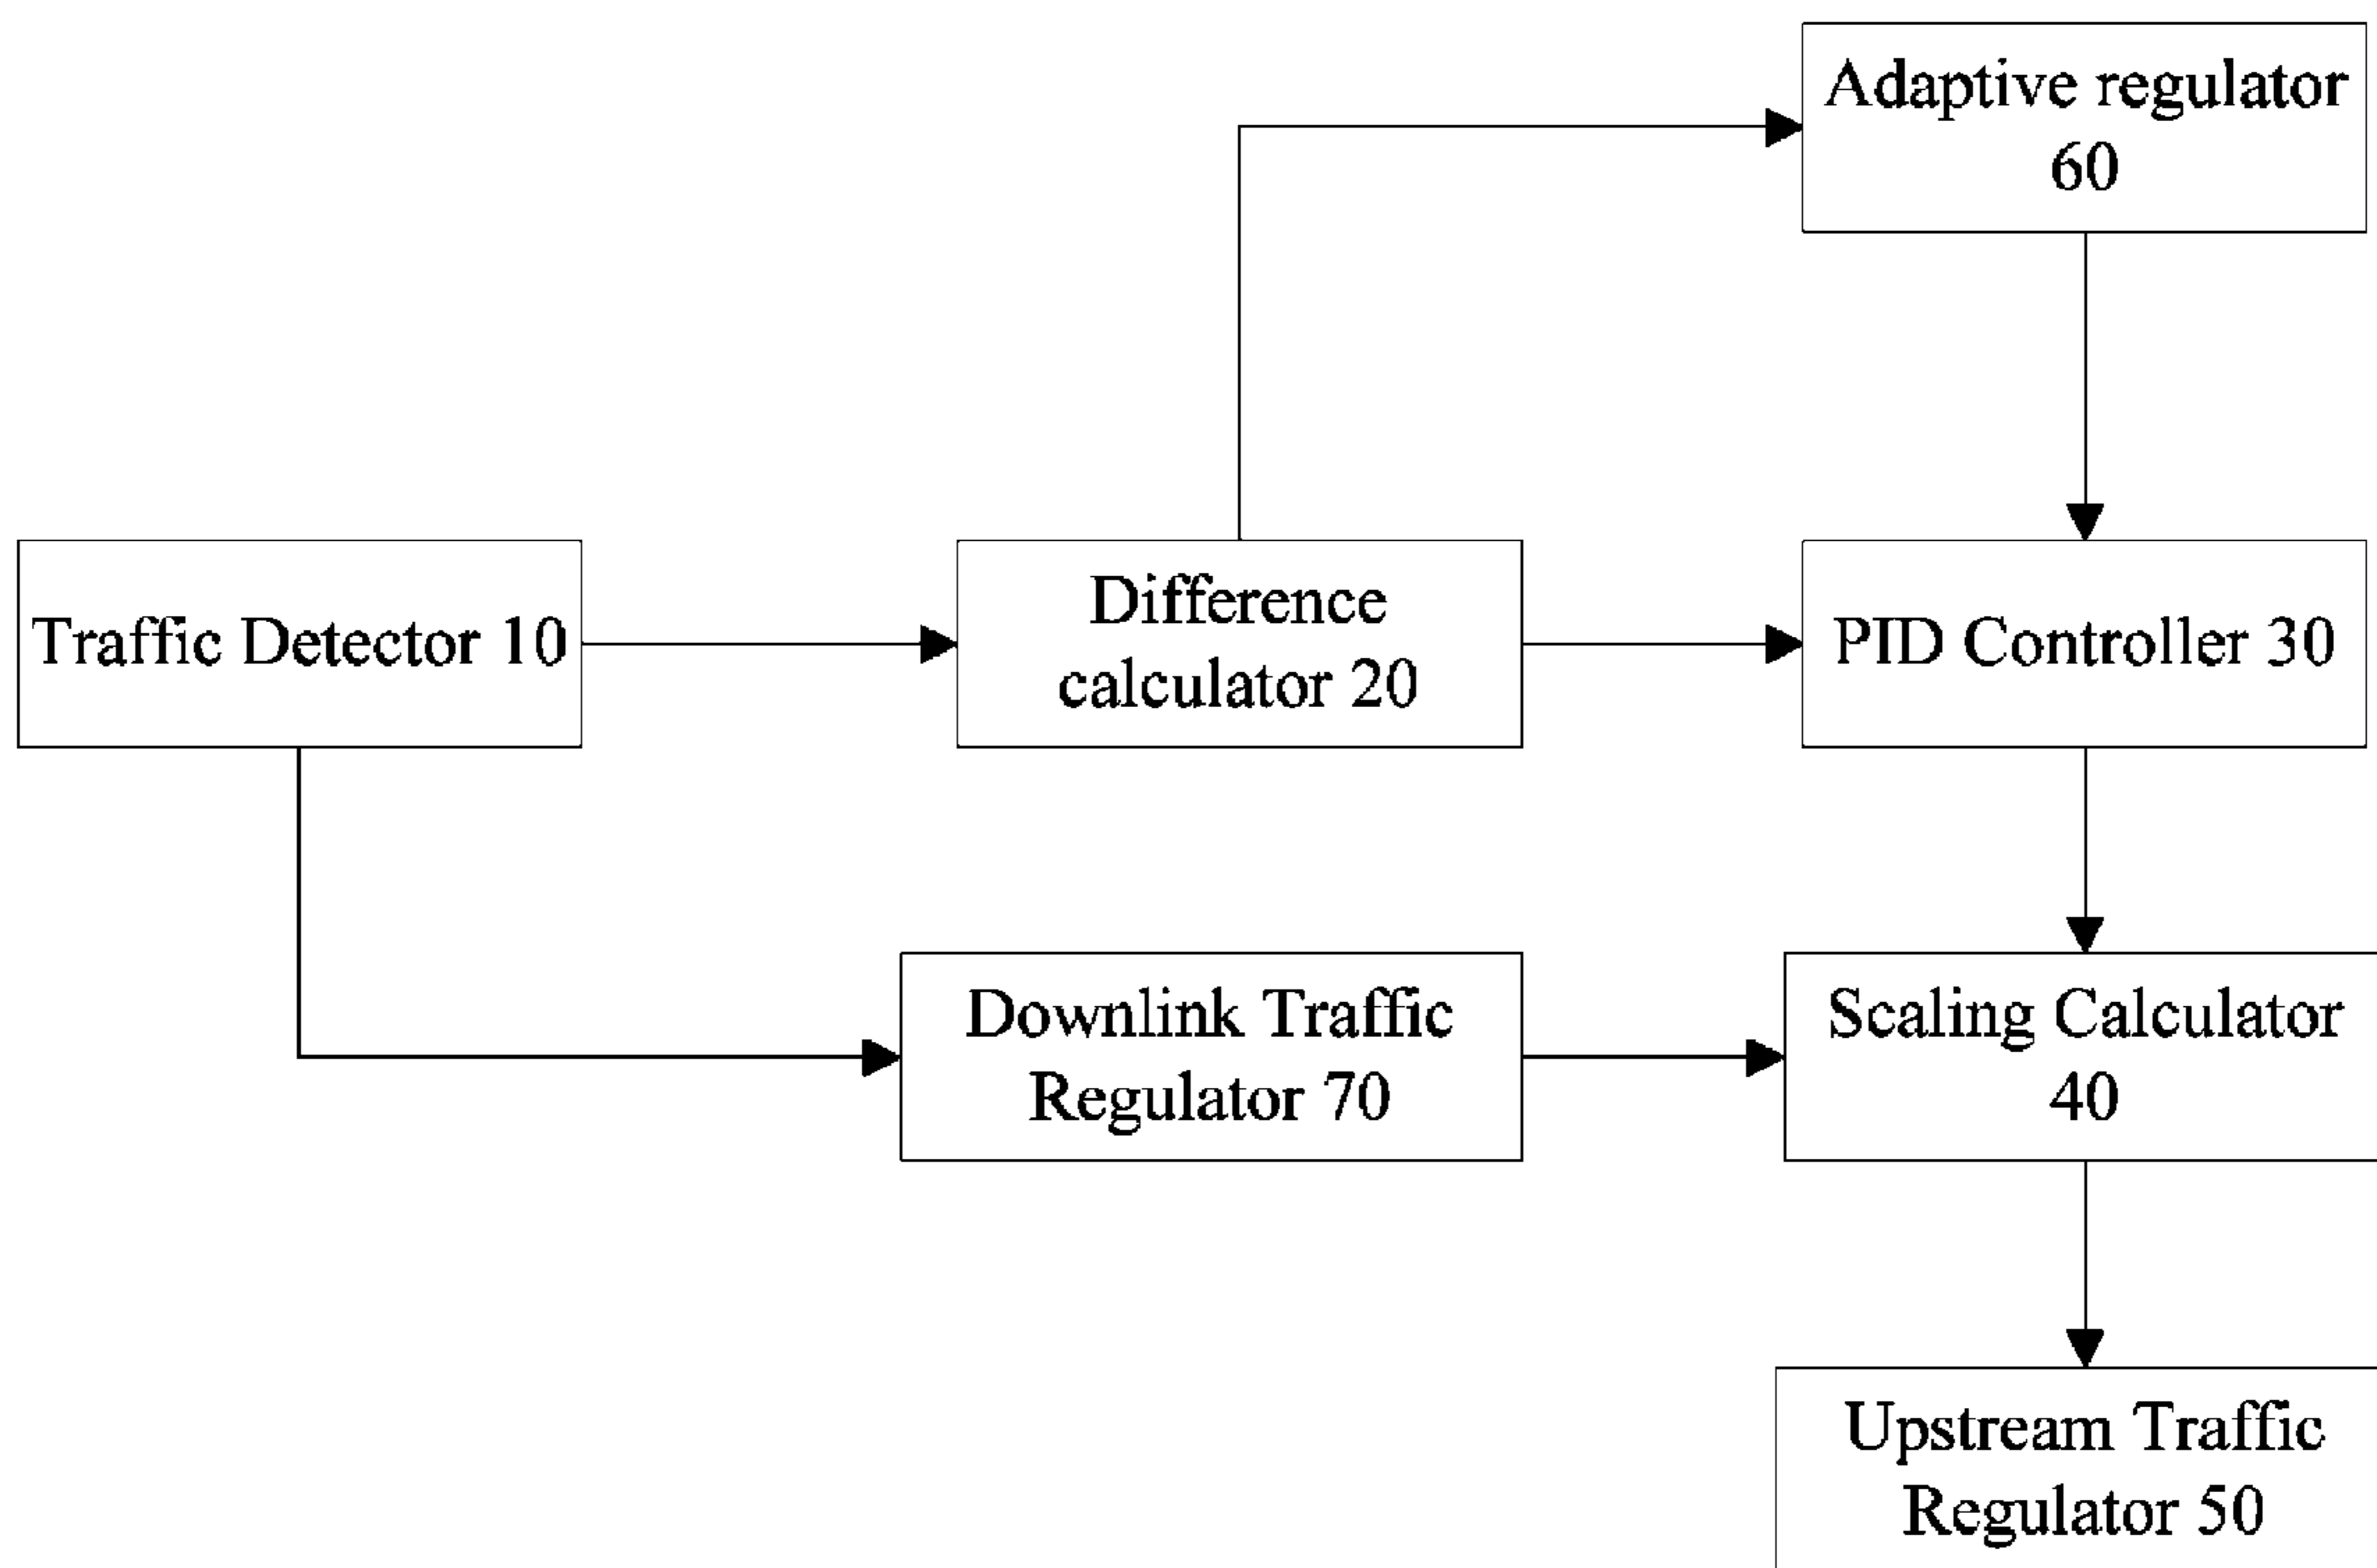 Adaptive regulator
60
Traffic Detector 10
Difference
calculator 20
PID Controller 30
Downlink Traffic
Regulator 70
Scaling Calculator
40
Upstream Traffic
Regulator 50